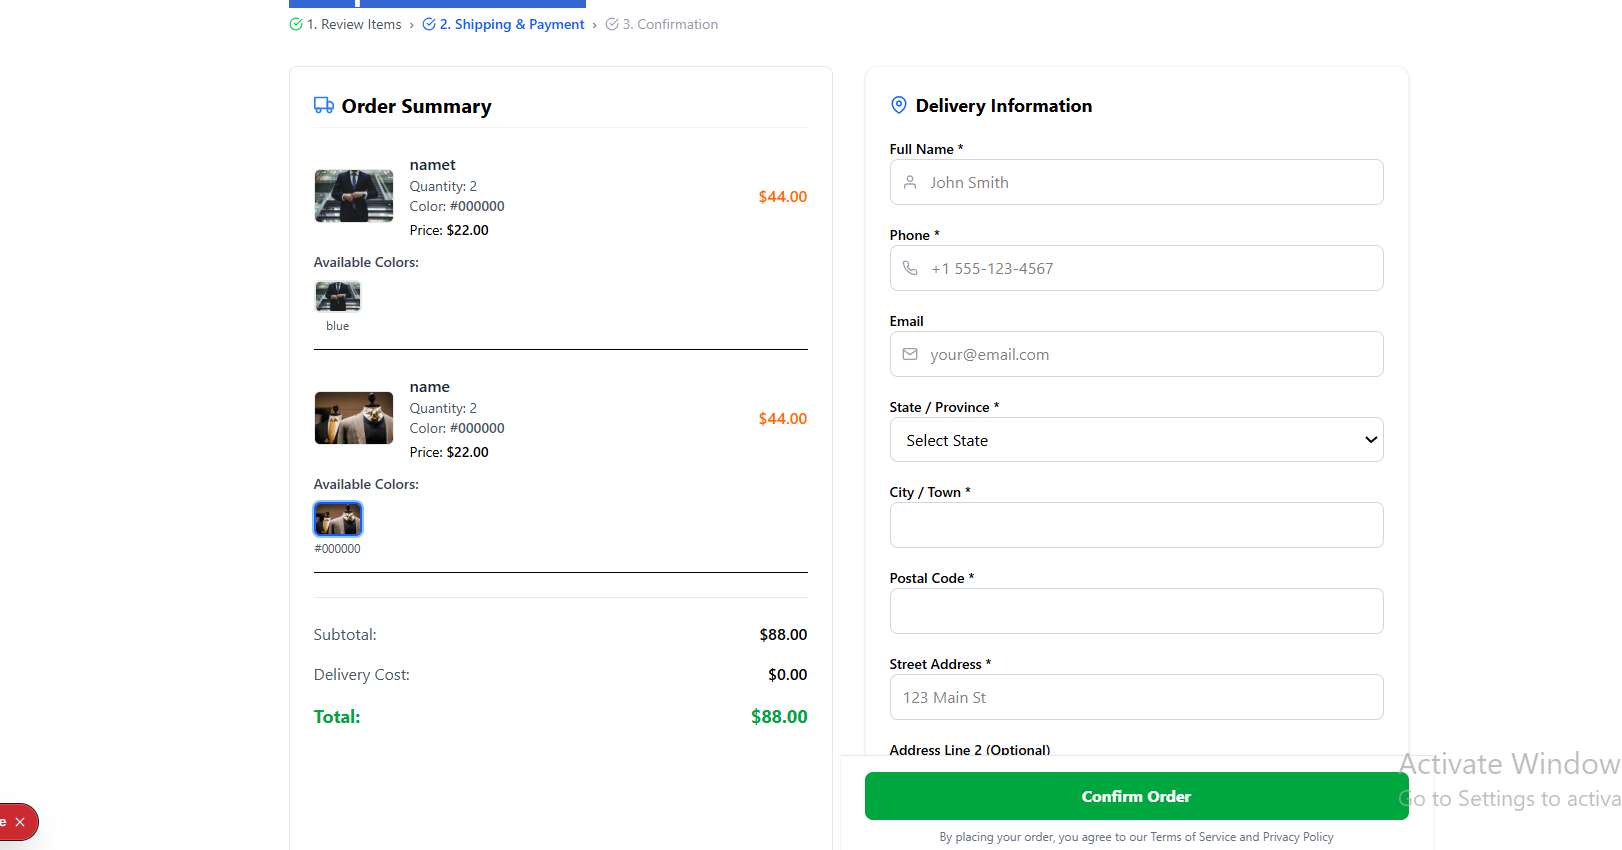 1. Review Items › 2. Shipping & Payment › 3. Confirmation
Order Summary
namet
Quantity: 2
Color: #000000
Price: $22.00
$44.00
Available Colors:
blue
name
Quantity: 2
Color: #000000
Price: $22.00
$44.00
Available Colors:
#000000
Subtotal: $88.00
Delivery Cost: $0.00
Total: $88.00
Delivery Information
Full Name *
John Smith
Phone *
+1 555-123-4567
Email
your@email.com
State / Province *
Select State
City / Town *
Postal Code *
Street Address *
123 Main St
Address Line 2 (Optional)
Confirm Order
By placing your order, you agree to our Terms of Service and Privacy Policy
Activate Window
Go to Settings to activa
e ×